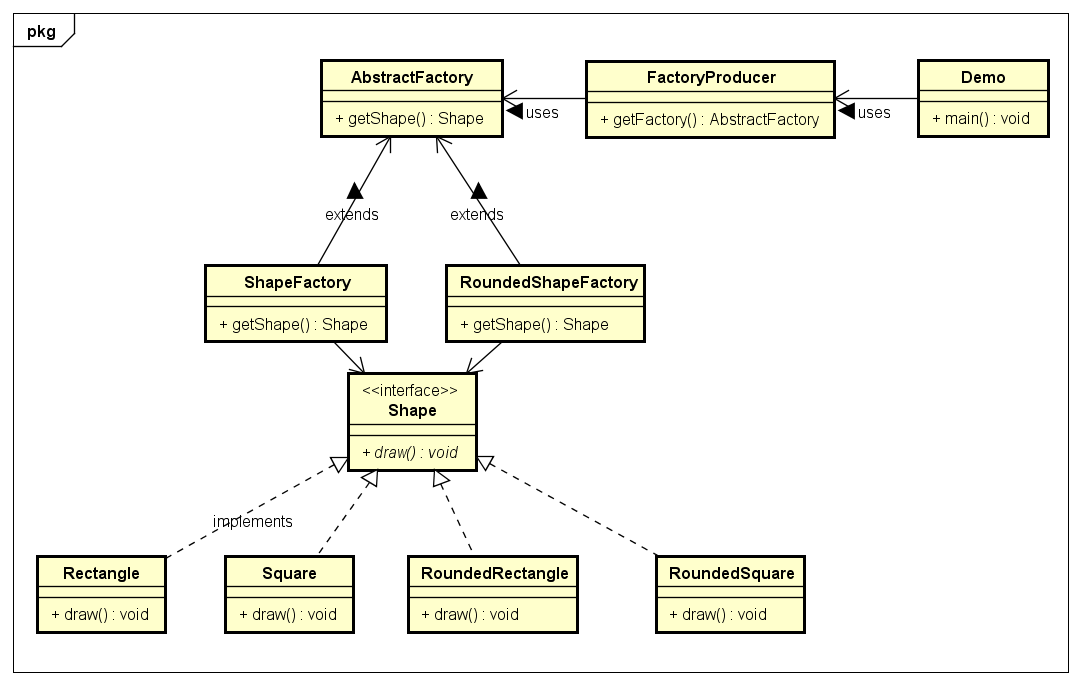 pkg
AbstractFactory
+ getShape() : Shape
FactoryProducer
+ getFactory() : AbstractFactory
Demo
+ main() : void
uses
uses
extends
extends
ShapeFactory
+ getShape() : Shape
RoundedShapeFactory
+ getShape() : Shape
<<interface>>
Shape
+ draw() : void
implements
Rectangle
+ draw() : void
Square
+ draw() : void
RoundedRectangle
+ draw() : void
RoundedSquare
+ draw() : void